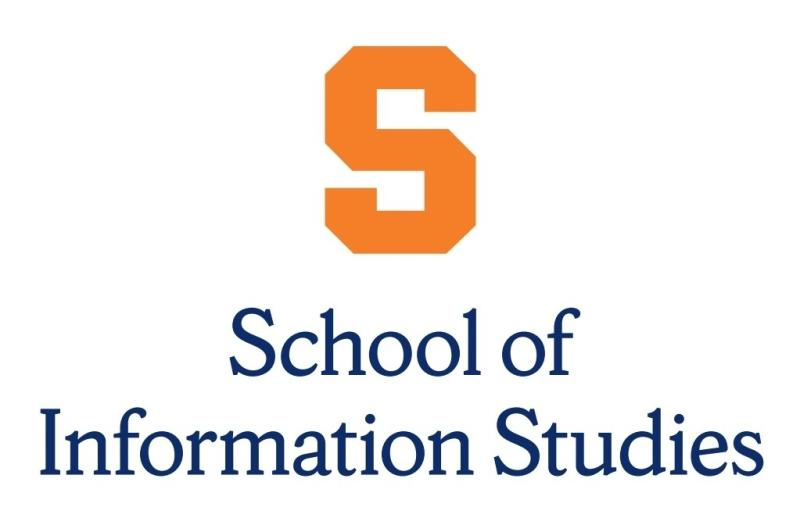 S
School of
Information Studies